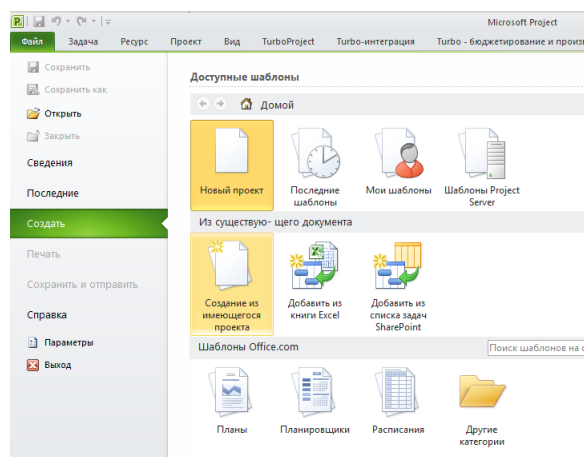 Microsoft Project
Файл Задача Ресурс Проект Вид TurboProject Turbo-интеграция Turbo - бюджетирование и произ
Сохранить
Сохранить как
Открыть
Закрыть
Сведения
Последние
Создать
Печать
Сохранить и отправить
Справка
Параметры
Выход
Доступные шаблоны
Домой
Новый проект
Последние
шаблоны
Мои шаблоны
Шаблоны Project
Server
Из существую- щего документа
Создание из
имеющегося
проекта
Добавить из
книги Excel
Добавить из
списка задач
SharePoint
Шаблоны Office.com
Поиск шаблонов на
Планы
Планировщики
Расписания
Другие
категории